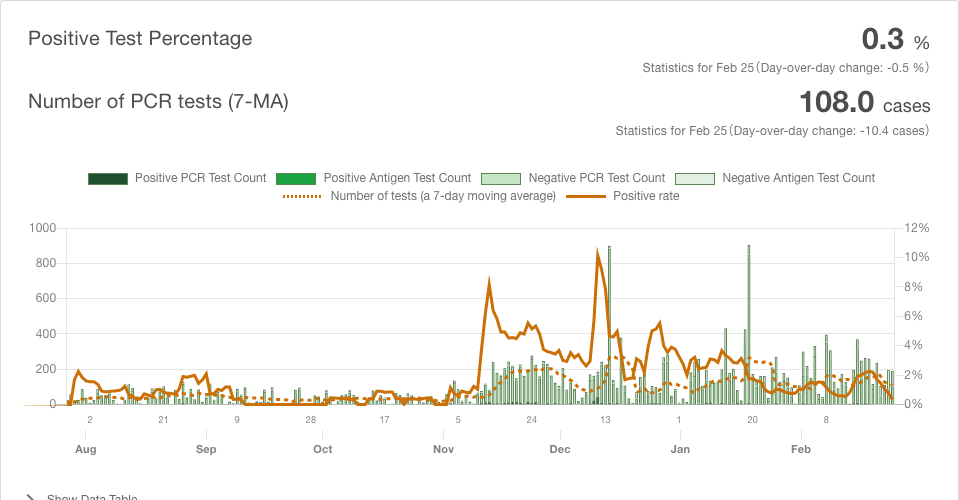 Positive Test Percentage
0.3 %
Statistics for Feb 25(Day-over-day change: -0.5 %)
Number of PCR tests (7-MA)
108.0 cases
Statistics for Feb 25(Day-over-day change: -10.4 cases)
Positive PCR Test Count Positive Antigen Test Count Negative PCR Test Count Negative Antigen Test Count
Number of tests (a 7-day moving average) Positive rate
1000 12%
10%
800
8%
600
6%
400
4%
200
2%
0 0%
2 21 9 28 17 5 24 13 1 20 8
Aug Sep Oct Nov Dec Jan Feb
Show Data Table